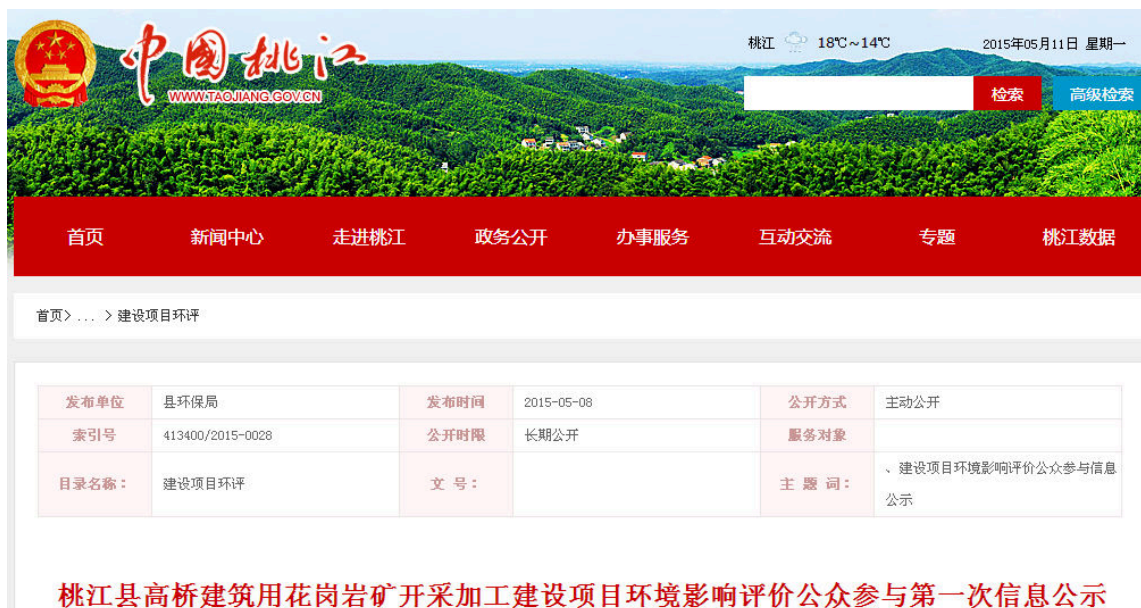 中国桃江
WWW.TAOJIANG.GOV.CN
桃江 18℃~14℃ 2015年05月11日 星期一
检索 高级检索
首页 新闻中心 走进桃江 政务公开 办事服务 互动交流 专题 桃江数据
首页> ... > 建设项目环评
发布单位 县环保局 发布时间 2015-05-08 公开方式 主动公开
索引号 413400/2015-0028 公开时限 长期公开 服务对象
目录名称： 建设项目环评 文 号： 主 题 词： 、建设项目环境影响评价公众参与信息
公示
桃江县高桥建筑用花岗岩矿开采加工建设项目环境影响评价公众参与第一次信息公示